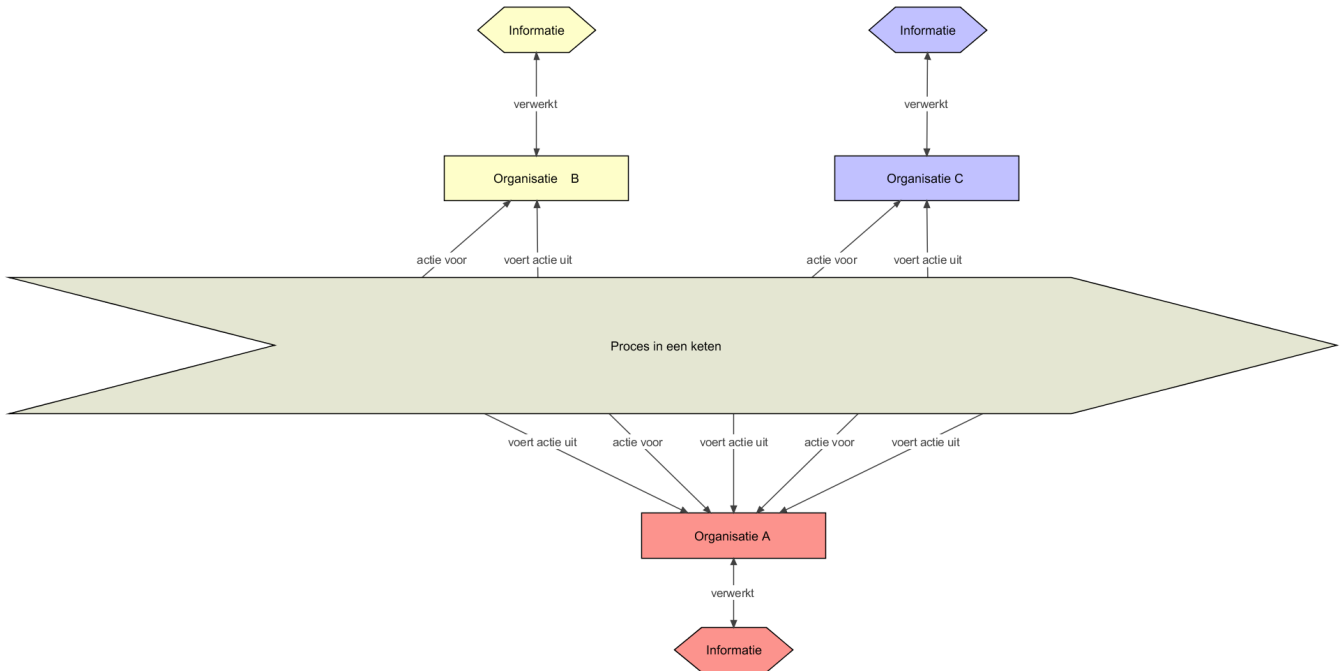 Informatie
Informatie
verwerkt
verwerkt
Organisatie B
Organisatie C
actie voor
voert actie uit
actie voor
voert actie uit
Proces in een keten
voert actie uit
actie voor
voert actie uit
actie voor
voert actie uit
Organisatie A
verwerkt
Informatie